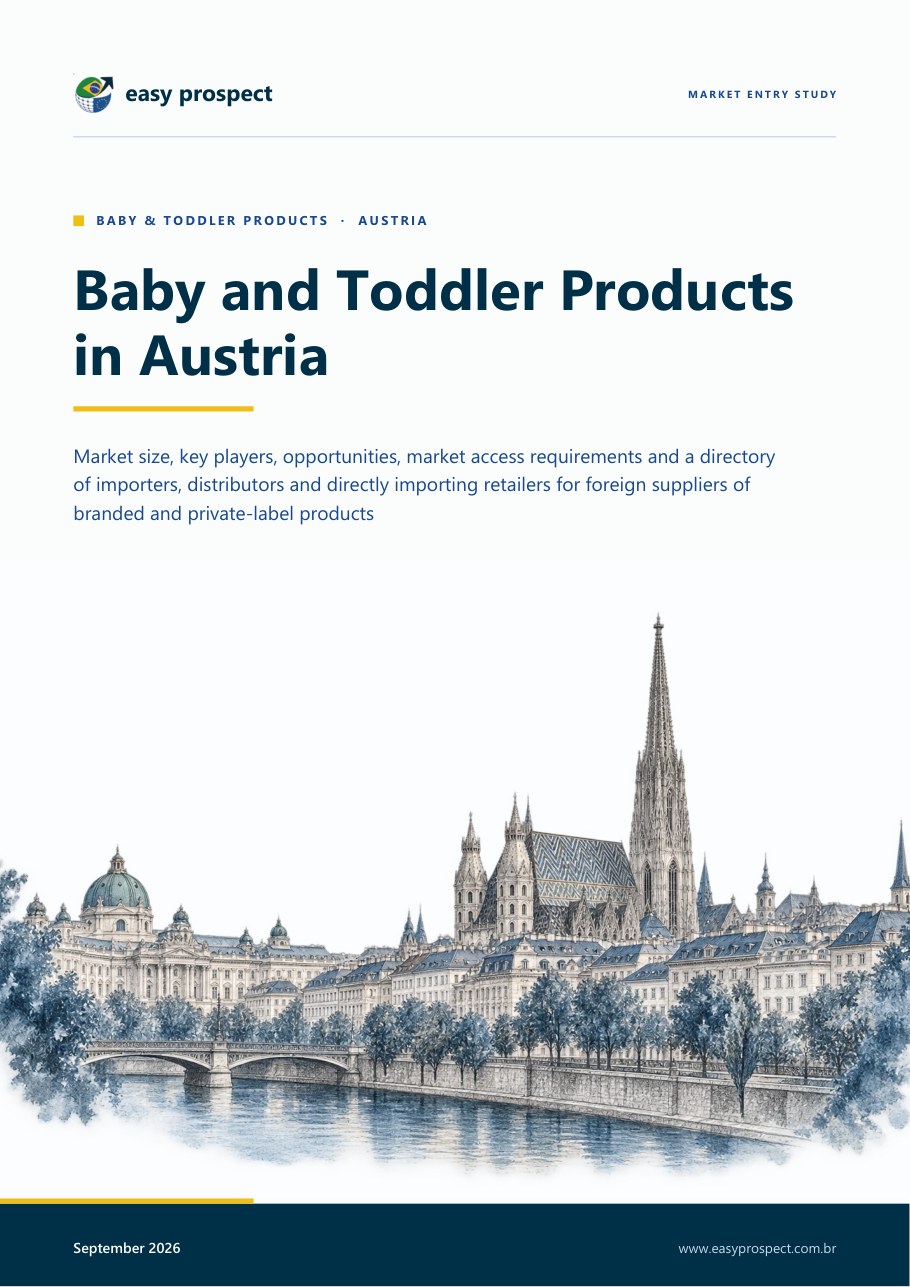 easy prospect
MARKET ENTRY STUDY
BABY & TODDLER PRODUCTS · AUSTRIA
Baby and Toddler Products
in Austria
Market size, key players, opportunities, market access requirements and a directory
of importers, distributors and directly importing retailers for foreign suppliers of
branded and private-label products
September 2026
www.easyprospect.com.br